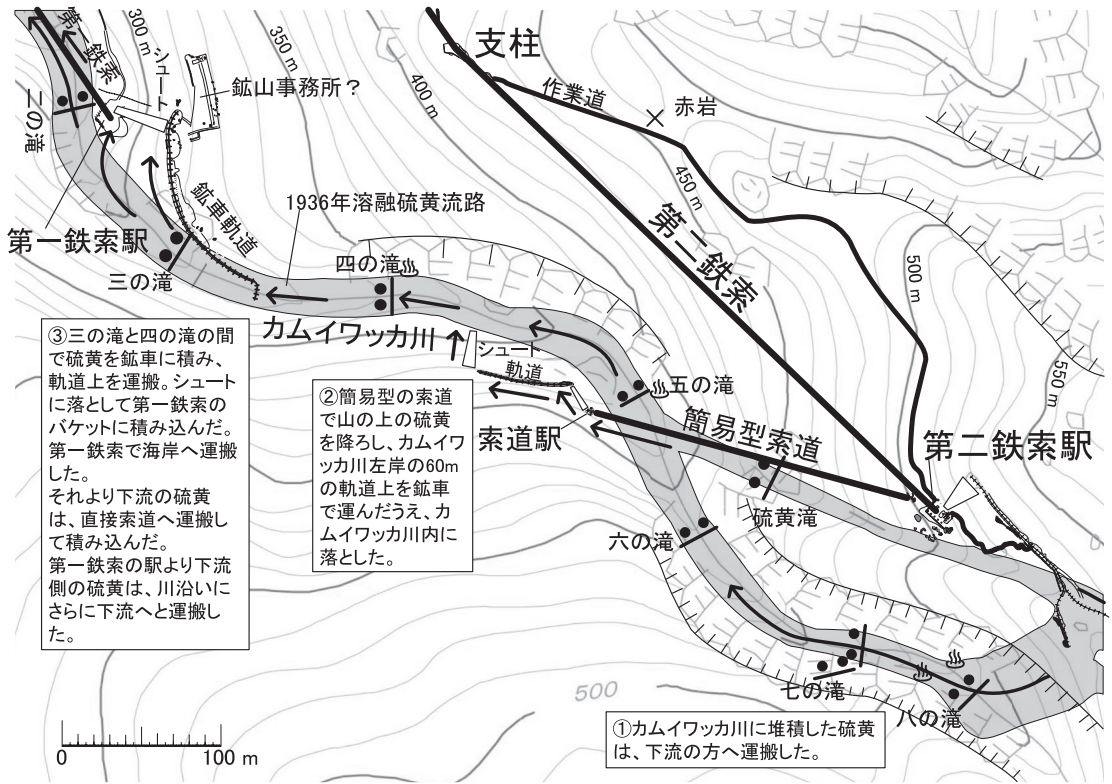 300 m
350 m
400 m
450 m
500 m
550 m
第一鉄索
シュート
鉱山事務所？
二の滝
第一鉄索駅
鉱車軌道
三の滝
1936年溶融硫黄流路
四の滝
カムイワッカ川
支柱
作業道
赤岩
第二鉄索
第二鉄索駅
シュート
軌道
索道駅
五の滝
簡易型索道
硫黄滝
六の滝
七の滝
八の滝
500
③三の滝と四の滝の間
で硫黄を鉱車に積み、
軌道上を運搬。シュート
に落として第一鉄索の
バケットに積み込んだ。
第一鉄索で海岸へ運搬
した。
それより下流の硫黄
は、直接索道へ運搬し
て積み込んだ。
第一鉄索の駅より下流
側の硫黄は、川沿いに
さらに下流へと運搬し
た。
②簡易型の索道
で山の上の硫黄
を降ろし、カムイワ
ッカ川左岸の60m
の軌道上を鉱車
で運んだうえ、カ
ムイワッカ川内に
落とした。
①カムイワッカ川に堆積した硫黄
は、下流の方へ運搬した。
0
100 m